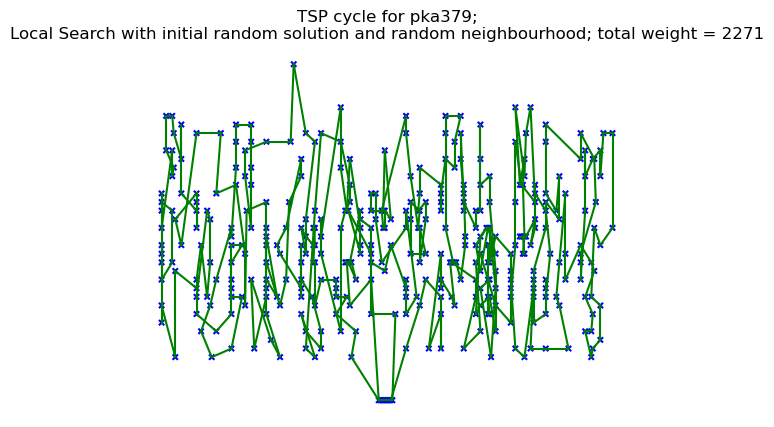 TSP cycle for pka379;
Local Search with initial random solution and random neighbourhood; total weight = 2271